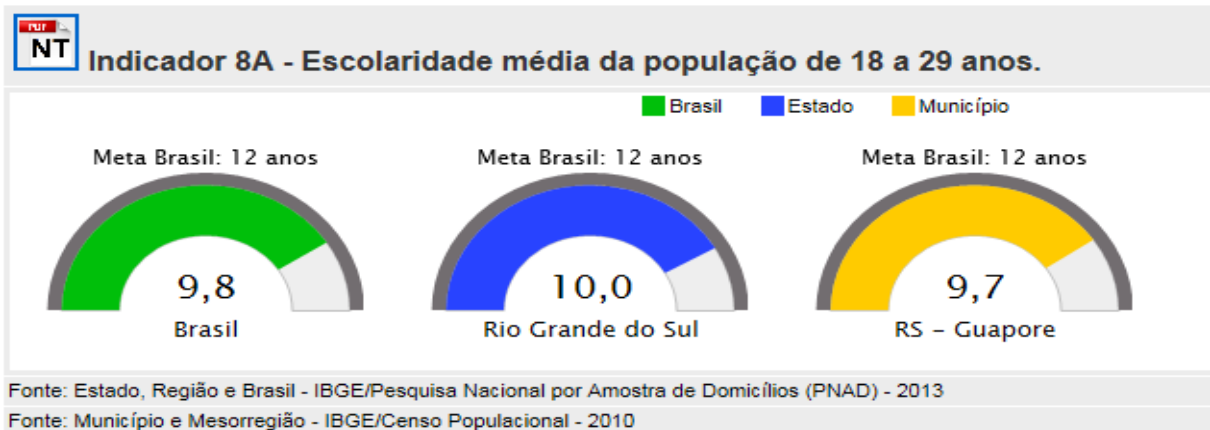 PDF
NT
Indicador 8A - Escolaridade média da população de 18 a 29 anos.
Brasil Estado Município
Meta Brasil: 12 anos Meta Brasil: 12 anos Meta Brasil: 12 anos
9,8 10,0 9,7
Brasil Rio Grande do Sul RS – Guapore
Fonte: Estado, Região e Brasil - IBGE/Pesquisa Nacional por Amostra de Domicílios (PNAD) - 2013
Fonte: Município e Mesorregião - IBGE/Censo Populacional - 2010